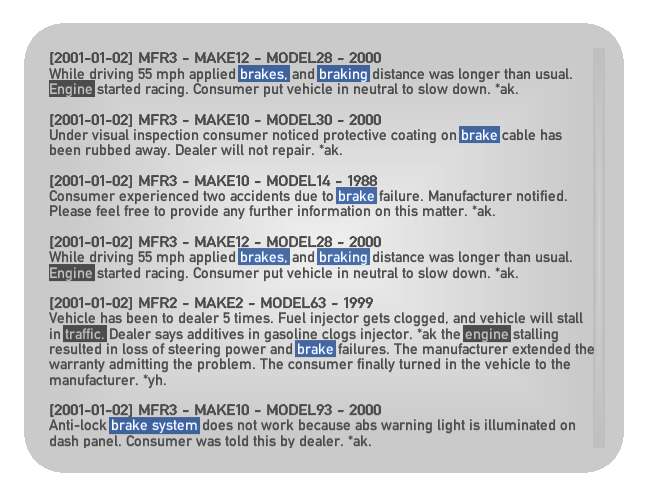 [2001-01-02] MFR3 - MAKE12 - MODEL28 - 2000
While driving 55 mph applied brakes, and braking distance was longer than usual.
Engine started racing. Consumer put vehicle in neutral to slow down. *ak.
[2001-01-02] MFR3 - MAKE10 - MODEL30 - 2000
Under visual inspection consumer noticed protective coating on brake cable has
been rubbed away. Dealer will not repair. *ak.
[2001-01-02] MFR3 - MAKE10 - MODEL14 - 1988
Consumer experienced two accidents due to brake failure. Manufacturer notified.
Please feel free to provide any further information on this matter. *ak.
[2001-01-02] MFR3 - MAKE12 - MODEL28 - 2000
While driving 55 mph applied brakes, and braking distance was longer than usual.
Engine started racing. Consumer put vehicle in neutral to slow down. *ak.
[2001-01-02] MFR2 - MAKE2 - MODEL63 - 1999
Vehicle has been to dealer 5 times. Fuel injector gets clogged, and vehicle will stall
in traffic. Dealer says additives in gasoline clogs injector. *ak the engine stalling
resulted in loss of steering power and brake failures. The manufacturer extended the
warranty admitting the problem. The consumer finally turned in the vehicle to the
manufacturer. *yh.
[2001-01-02] MFR3 - MAKE10 - MODEL93 - 2000
Anti-lock brake system does not work because abs warning light is illuminated on
dash panel. Consumer was told this by dealer. *ak.